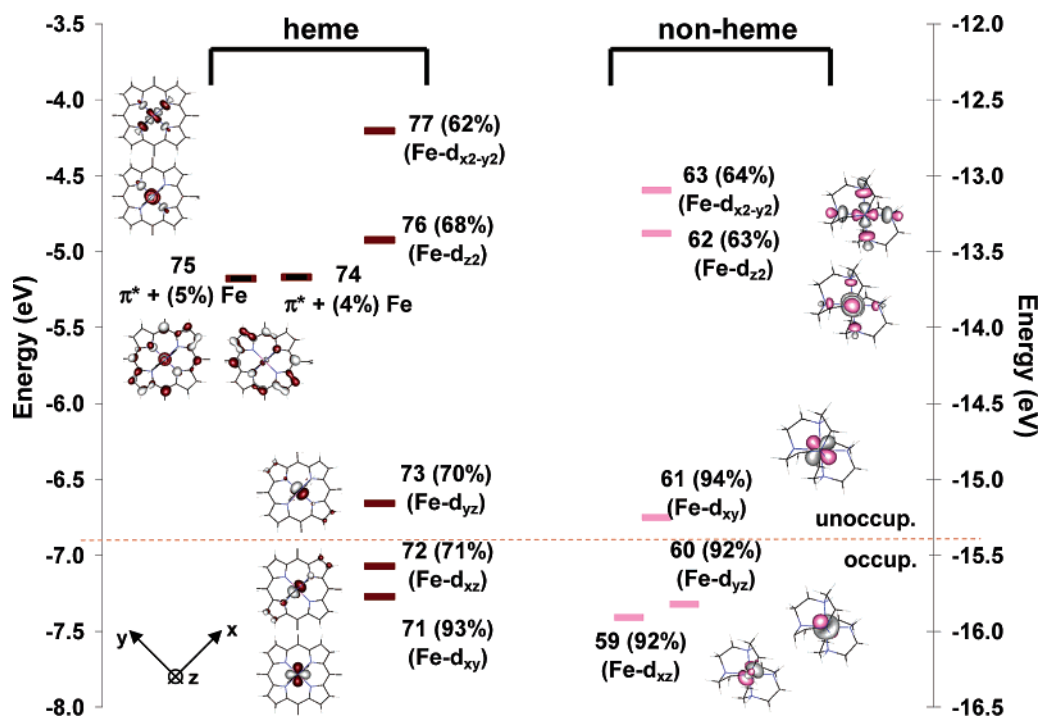 heme
non-heme
-3.5
-4.0
-4.5
-5.0
-5.5
-6.0
-6.5
-7.0
-7.5
-8.0
Energy (eV)
77 (62%)
(Fe-dx2-y2)
76 (68%)
(Fe-dz2)
75
π* + (5%) Fe
74
π* + (4%) Fe
73 (70%)
(Fe-dyz)
72 (71%)
(Fe-dxz)
71 (93%)
(Fe-dxy)
y
x
z
63 (64%)
(Fe-dx2-y2)
62 (63%)
(Fe-dz2)
61 (94%)
(Fe-dxy)
unoccup.
60 (92%)
(Fe-dyz)
occup.
59 (92%)
(Fe-dxz)
-12.0
-12.5
-13.0
-13.5
-14.0
-14.5
-15.0
-15.5
-16.0
-16.5
Energy (eV)